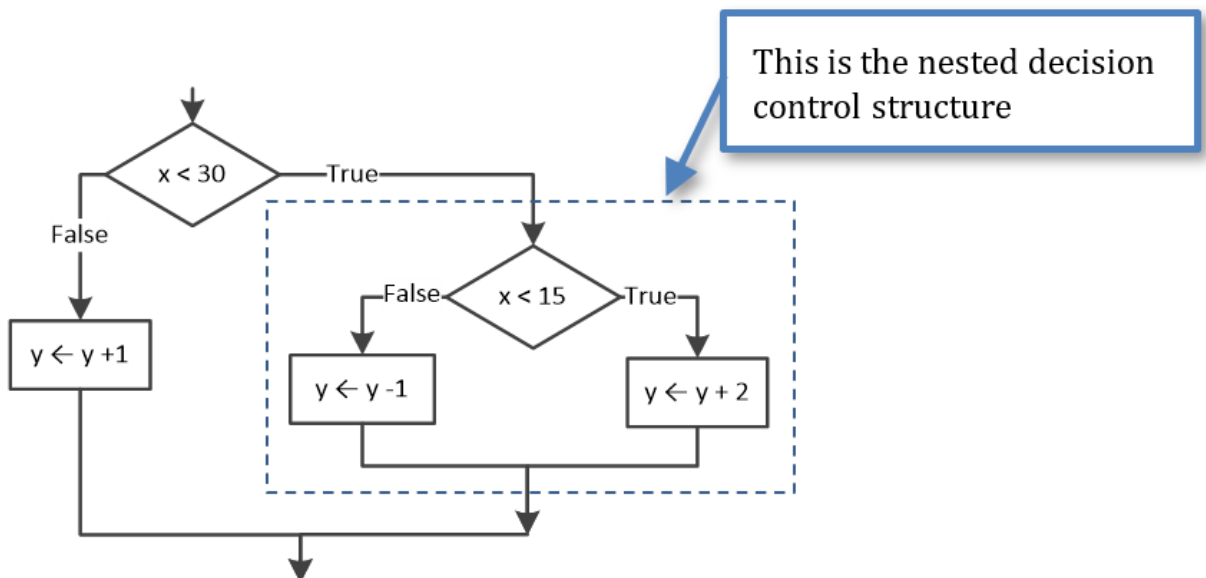 This is the nested decision
control structure
x < 30
True
False
x < 15
False
True
y ← y +1
y ← y -1
y ← y + 2